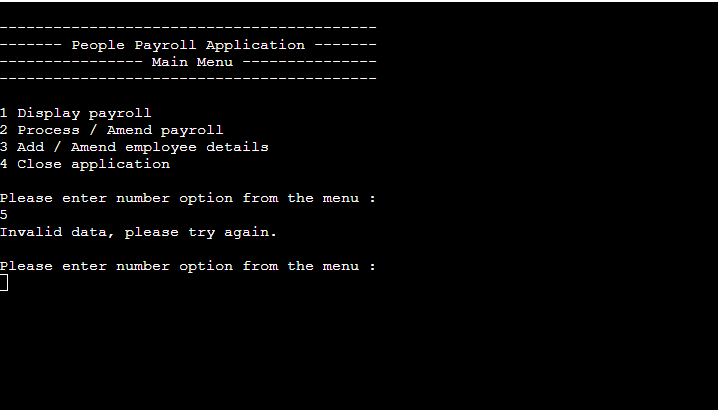 ------------------------------------------
------- People Payroll Application -------
---------------- Main Menu ---------------
------------------------------------------
1 Display payroll
2 Process / Amend payroll
3 Add / Amend employee details
4 Close application
Please enter number option from the menu :
5
Invalid data, please try again.
Please enter number option from the menu :